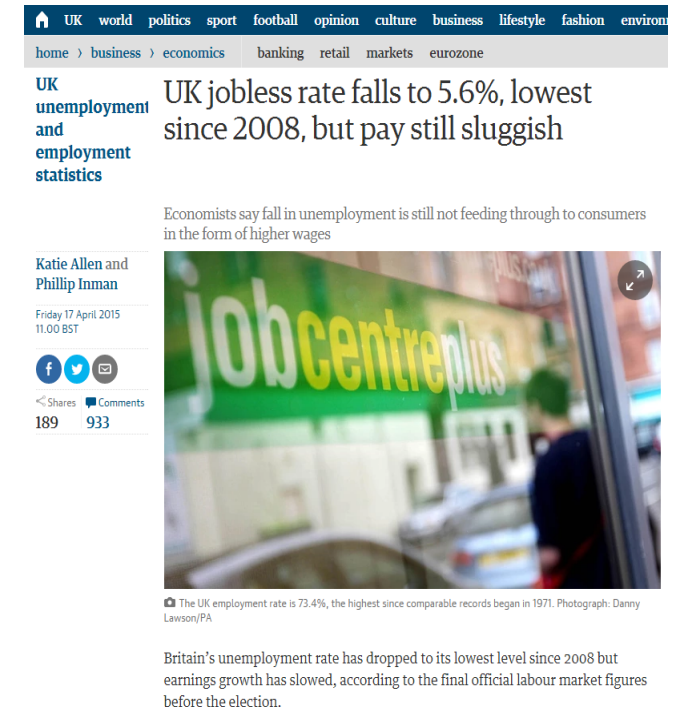 UK world politics sport football opinion culture business lifestyle fashion
home > business > economics banking retail markets eurozone
UK
unemployment
and
employment
statistics
UK jobless rate falls to 5.6%, lowest
since 2008, but pay still sluggish
Economists say fall in unemployment is still not feeding through to consumers
in the form of higher wages
Katie Allen and
Phillip Inman
Friday 17 April 2015
11.00 BST
f
Shares Comments
189 933
jobcentreplus
The UK employment rate is 73.4%, the highest since comparable records began in 1971. Photograph: Danny
Lawson/PA
Britain's unemployment rate has dropped to its lowest level since 2008 but
earnings growth has slowed, according to the final official labour market figures
before the election.